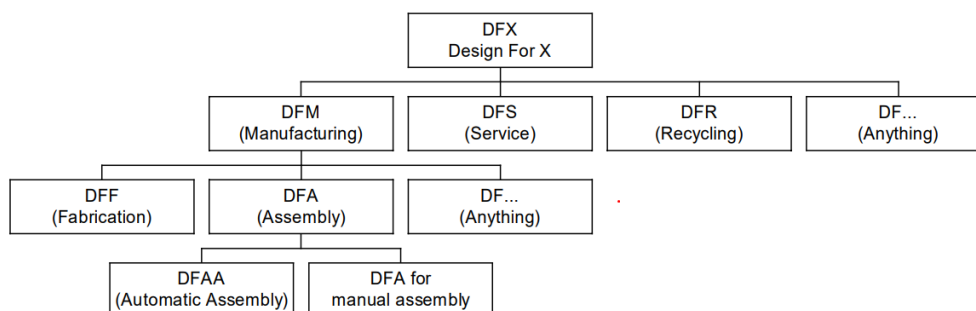 DFX
Design For X
DFM
(Manufacturing)
DFS
(Service)
DFR
(Recycling)
DF...
(Anything)
DFF
(Fabrication)
DFA
(Assembly)
DF...
(Anything)
DFAA
(Automatic Assembly)
DFA for
manual assembly